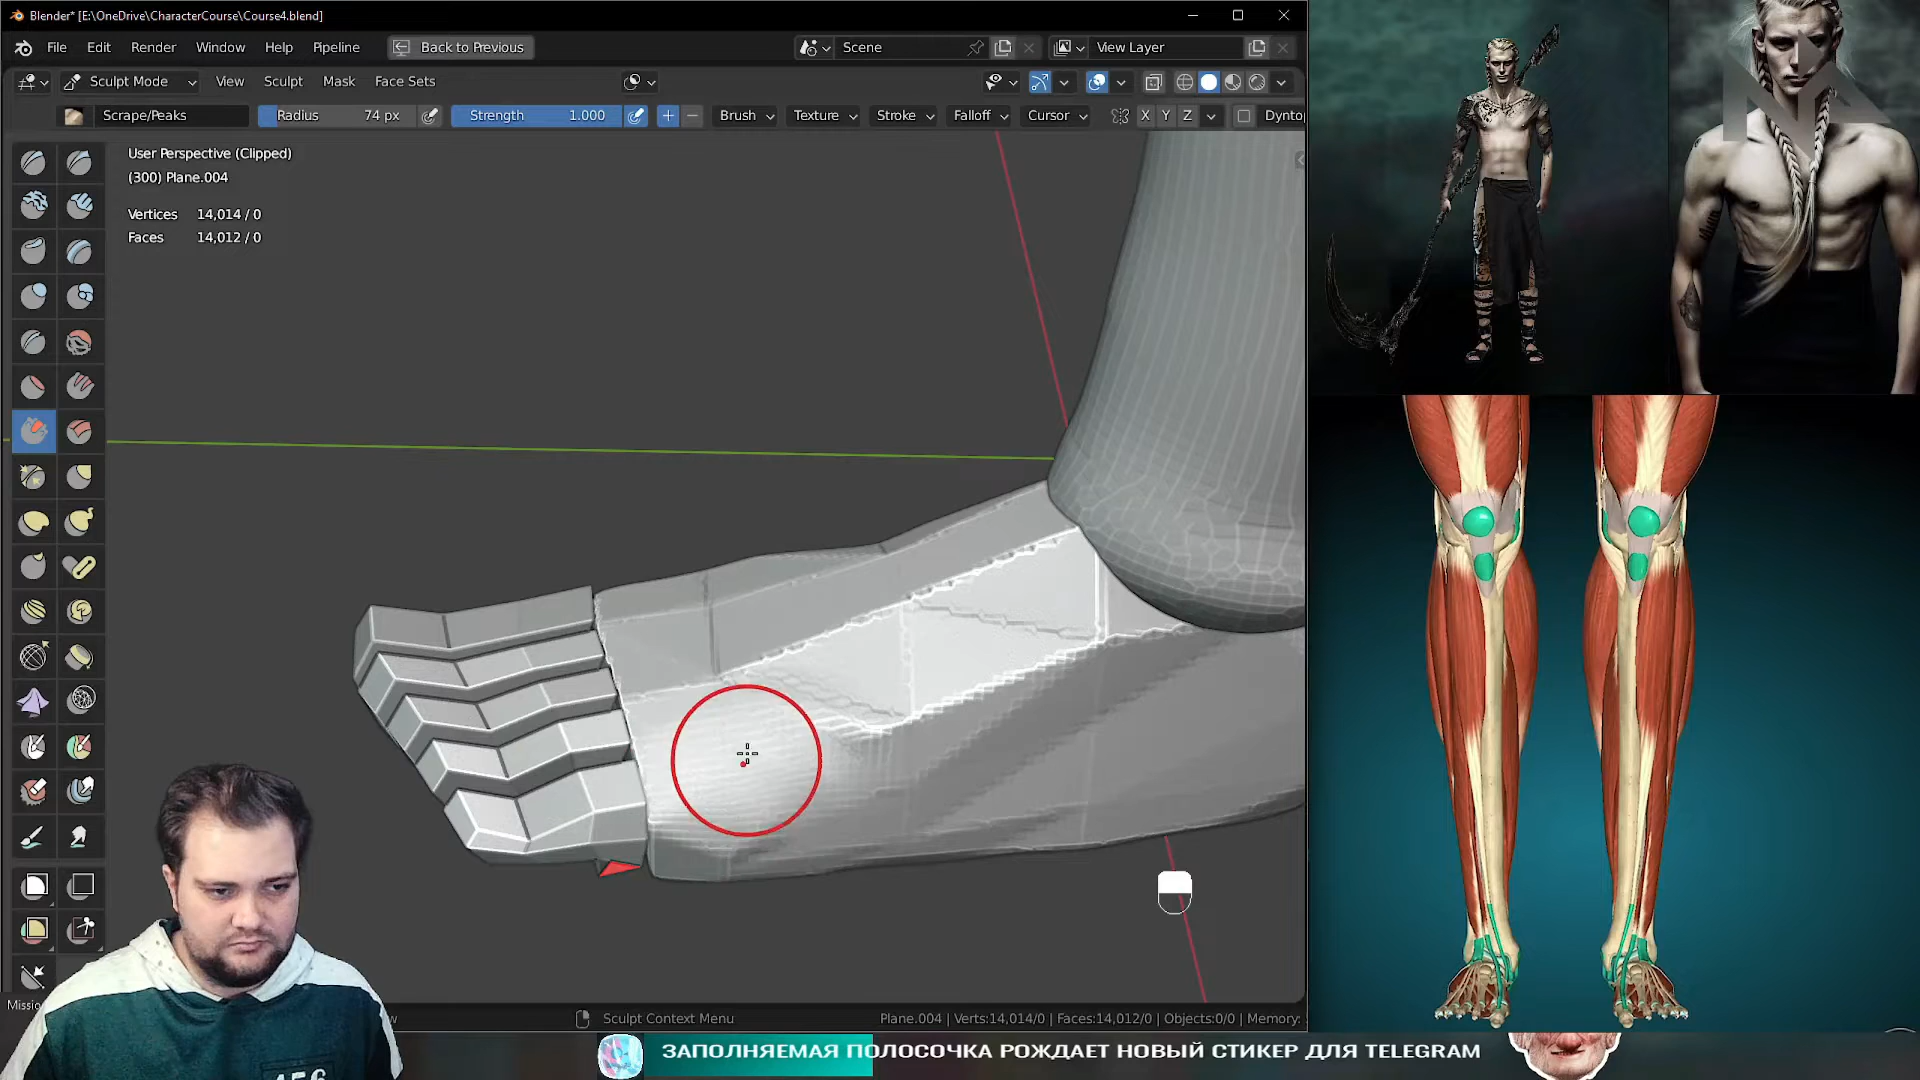 Blender* [E:\OneDrive\CharacterCourse\Course4.blend]
File Edit Render Window Help Pipeline Back to Previous Scene View Layer
Sculpt Mode View Sculpt Mask Face Sets
Scrape/Peaks Radius 74 px Strength 1.000 Brush Texture Stroke Falloff Cursor X Y Z Dynto
User Perspective (Clipped)
(300) Plane.004
Vertices 14,014 / 0
Faces 14,012 / 0
Missio
Sculpt Context Menu Plane.004 | Verts:14,014/0 | Faces:14,012/0 | Objects:0/0 | Memory:
ЗАПОЛНЯЕМАЯ ПОЛОСОЧКА РОЖДАЕТ НОВЫЙ СТИКЕР ДЛЯ TELEGRAM